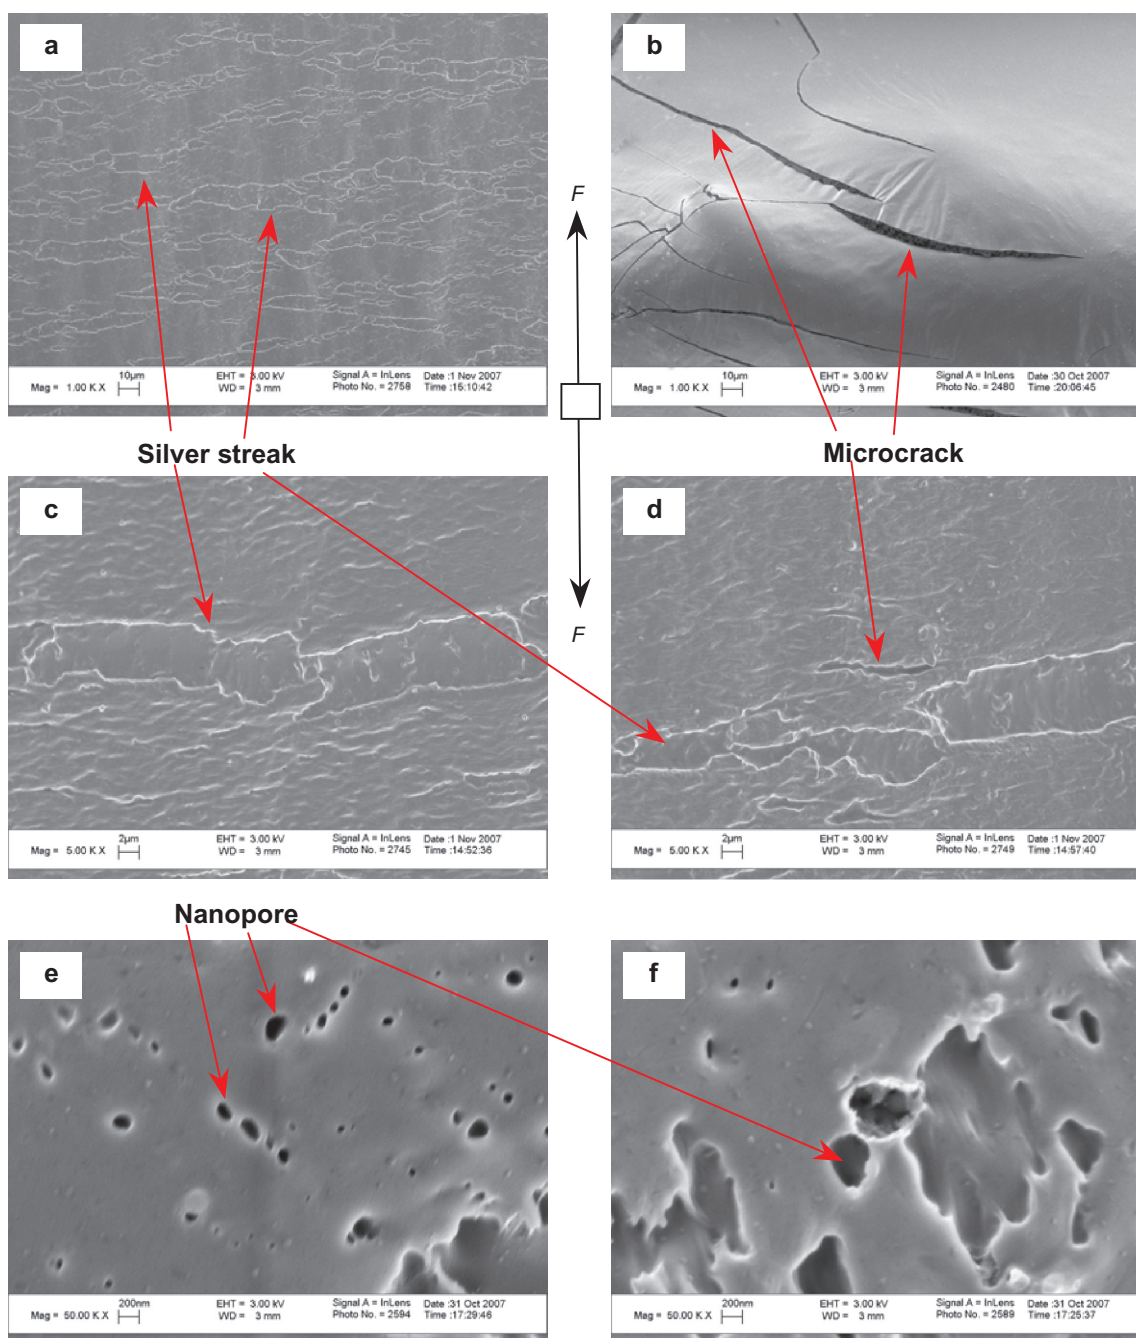 a
b
Mag = 1.00 K X
10µm
EHT = 3.00 kV
WD = 3 mm
Signal A = InLens
Photo No. = 2758
Date :1 Nov 2007
Time :15:10:42
F
Mag = 1.00 K X
10µm
EHT = 3.00 kV
WD = 3 mm
Signal A = InLens
Photo No. = 2480
Date :30 Oct 2007
Time :20:06:45
Silver streak
Microcrack
c
d
F
Mag = 5.00 K X
2µm
EHT = 3.00 kV
WD = 3 mm
Signal A = InLens
Photo No. = 2745
Date :1 Nov 2007
Time :14:52:36
Mag = 5.00 K X
2µm
EHT = 3.00 kV
WD = 3 mm
Signal A = InLens
Photo No. = 2749
Date :1 Nov 2007
Time :14:57:40
Nanopore
e
f
Mag = 50.00 K X
200nm
EHT = 3.00 kV
WD = 3 mm
Signal A = InLens
Photo No. = 2594
Date :31 Oct 2007
Time :17:29:46
Mag = 50.00 K X
200nm
EHT = 3.00 kV
WD = 3 mm
Signal A = InLens
Photo No. = 2589
Date :31 Oct 2007
Time :17:25:37